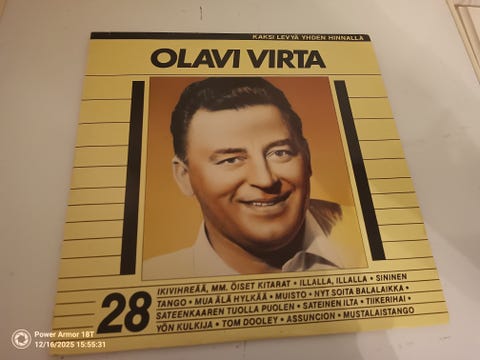 KAKSI LEVYÄ YHDEN HINNALLA
OLAVI VIRTA
28
IKIVIHREÄÄ, MM. ÖISET KITARAT • ILLALLA, ILLALLA • SININEN
TANGO • MUA ÄLÄ HYLKÄÄ • MUISTO • NYT SOITA BALALAIKKA •
SATEENKAAREN TUOLLA PUOLEN • SATEINEN ILTA • TIIKERIHAI •
YÖN KULKIJA • TOM DOOLEY • ASSUNCION • MUSTALAISTANGO
Power Armor 18T
12/16/2025 15:55:31